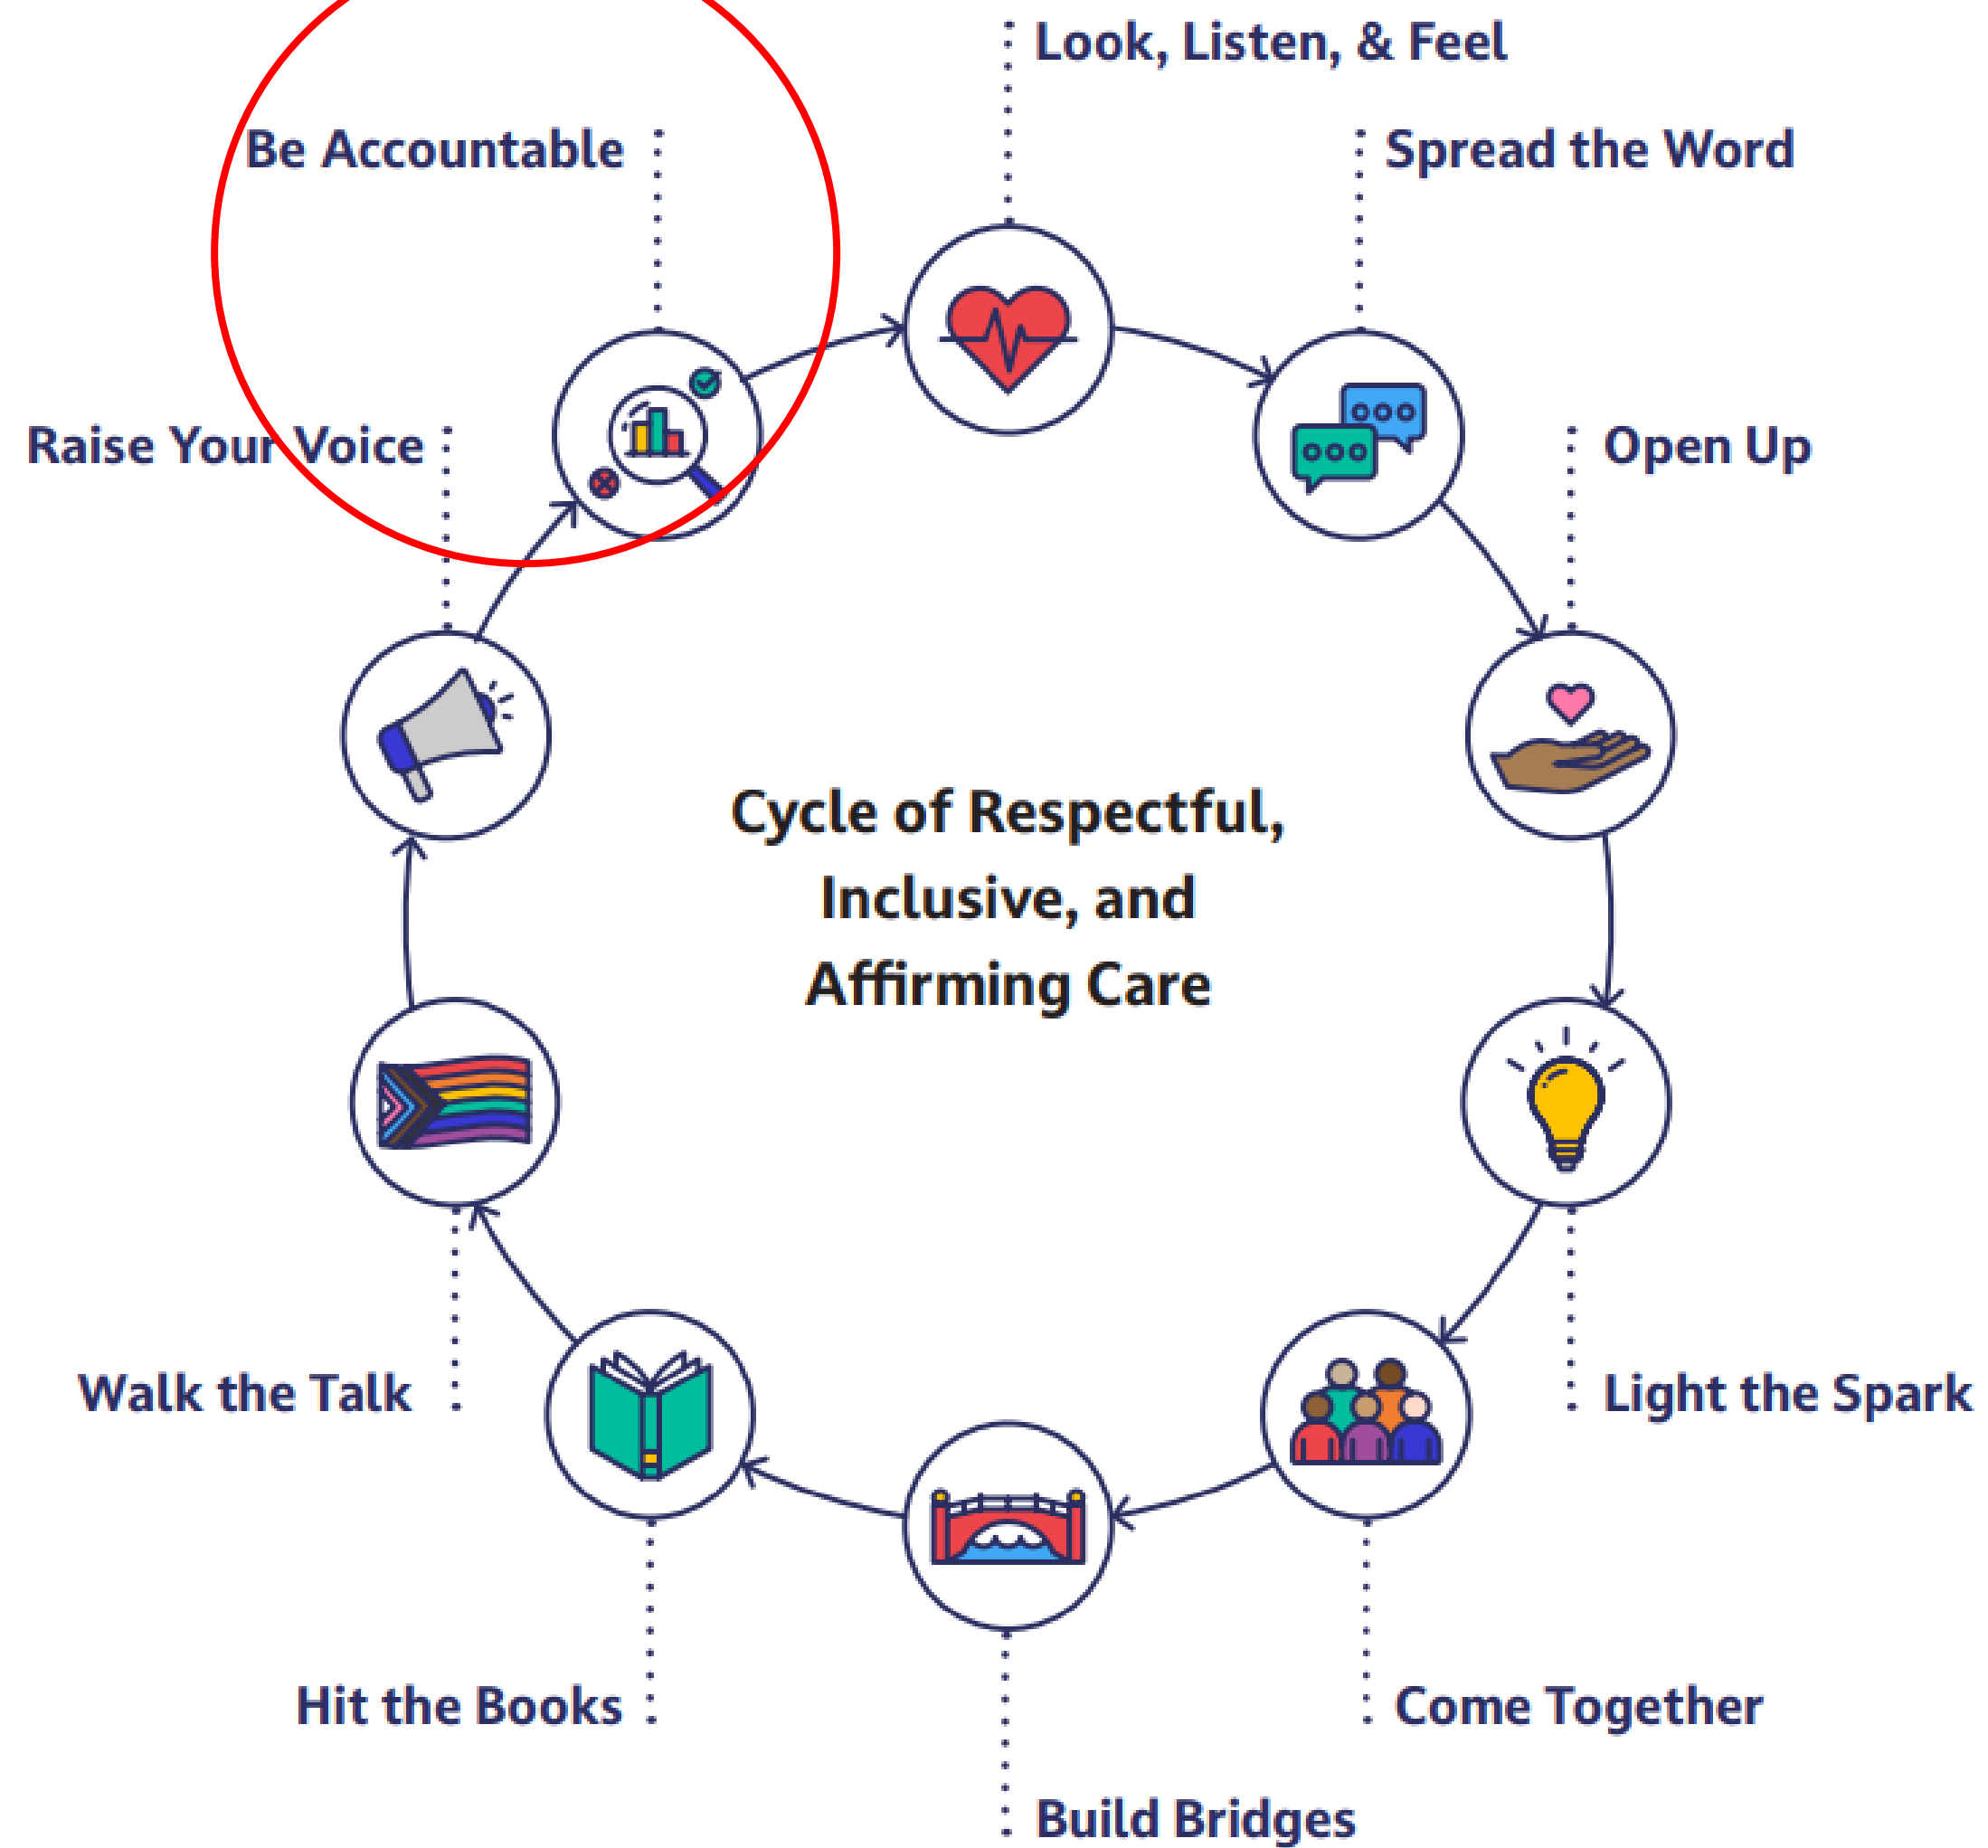 Look, Listen, & Feel
Be Accountable
Spread the Word
Raise Your Voice
Open Up
Cycle of Respectful,
Inclusive, and
Affirming Care
Walk the Talk
Light the Spark
Hit the Books
Come Together
Build Bridges